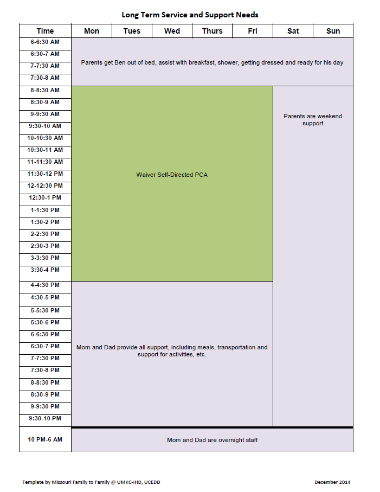 Long Term Service and Support Needs
Time Mon Tues Wed Thurs Fri Sat Sun
6-6:30 AM
6:30-7 AM
7-7:30 AM
7:30-8 AM
Parents get Ben out of bed, assist with breakfast, shower, getting dressed and ready for his day
8-8:30 AM
8:30-9 AM
9-9:30 AM
9:30-10 AM
10-10:30 AM
10:30-11 AM
11-11:30 AM
11:30-12 PM
12-12:30 PM
12:30-1 PM
1-1:30 PM
1:30-2 PM
2-2:30 PM
2:30-3 PM
3-3:30 PM
3:30-4 PM
Waiver Self-Directed PCA
Parents are weekend
support
4-4:30 PM
4:30-5 PM
5-5:30 PM
5:30-6 PM
6-6:30 PM
6:30-7 PM
7-7:30 PM
7:30-8 PM
8-8:30 PM
8:30-9 PM
9-9:30 PM
9:30-10 PM
Mom and Dad provide all support, including meals, transportation and
support for activities, etc.
10 PM-6 AM
Mom and Dad are overnight staff
Template by Missouri Family to Family @ UMKC-IHD, UCEDD
December 2014